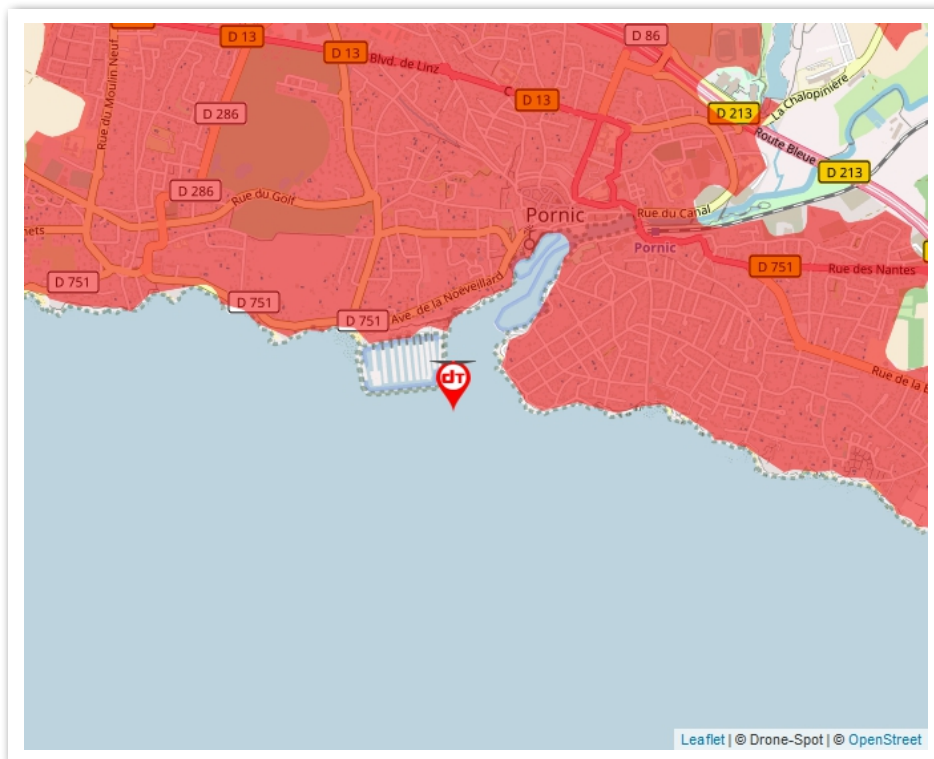 D 13
D 13
Blvd. de Linz
D 86
La Chalopinière
Rue du Moulin Neuf
D 286
C
D 13
D 213
Route Bleue
D 286
Rue du Golf
D 213
Pornic
Rue du Canal
Pornic
nets
D 751
D 751
D 751
Ave. de la Noëveillard
D 751
Rue des Nantes
dT
Rue de la B
Leaflet | © Drone-Spot | © OpenStreet